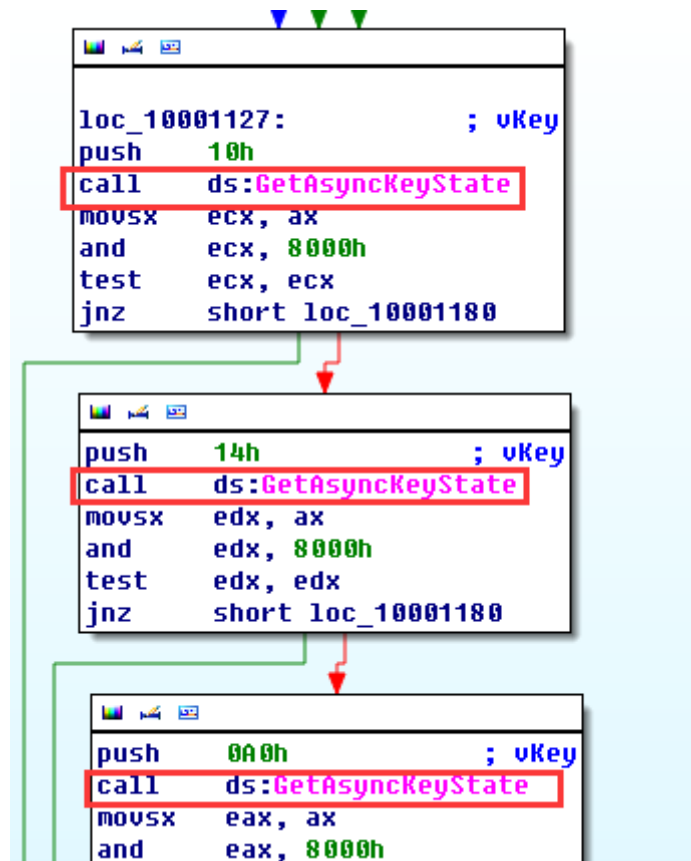 loc_10001127: ; vKey
push 10h
call ds:GetAsyncKeyState
movsx ecx, ax
and ecx, 8000h
test ecx, ecx
jnz short loc_10001180
push 14h ; vKey
call ds:GetAsyncKeyState
movsx edx, ax
and edx, 8000h
test edx, edx
jnz short loc_10001180
push 0A0h ; vKey
call ds:GetAsyncKeyState
movsx eax, ax
and eax, 8000h